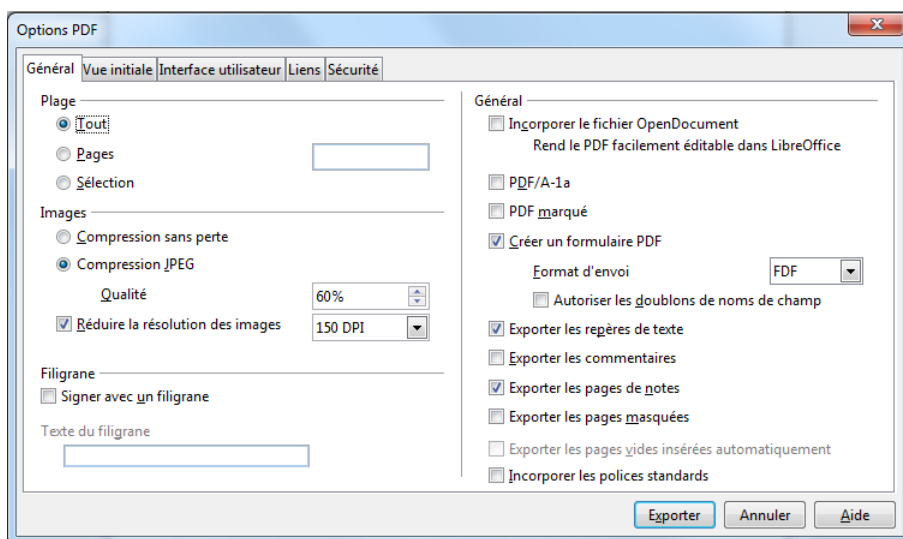 Options PDF
Général Vue initiale Interface utilisateur Liens Sécurité
Plage
Tout
Pages
Sélection
Images
Compression sans perte
Compression JPEG
Qualité 60%
Réduire la résolution des images 150 DPI
Filigrane
Signer avec un filigrane
Texte du filigrane
Général
Incorporer le fichier OpenDocument
Rend le PDF facilement éditable dans LibreOffice
PDF/A-1a
PDF marqué
Créer un formulaire PDF
Format d'envoi FDF
Autoriser les doublons de noms de champ
Exporter les repères de texte
Exporter les commentaires
Exporter les pages de notes
Exporter les pages masquées
Exporter les pages vides insérées automatiquement
Incorporer les polices standards
Exporter Annuler Aide